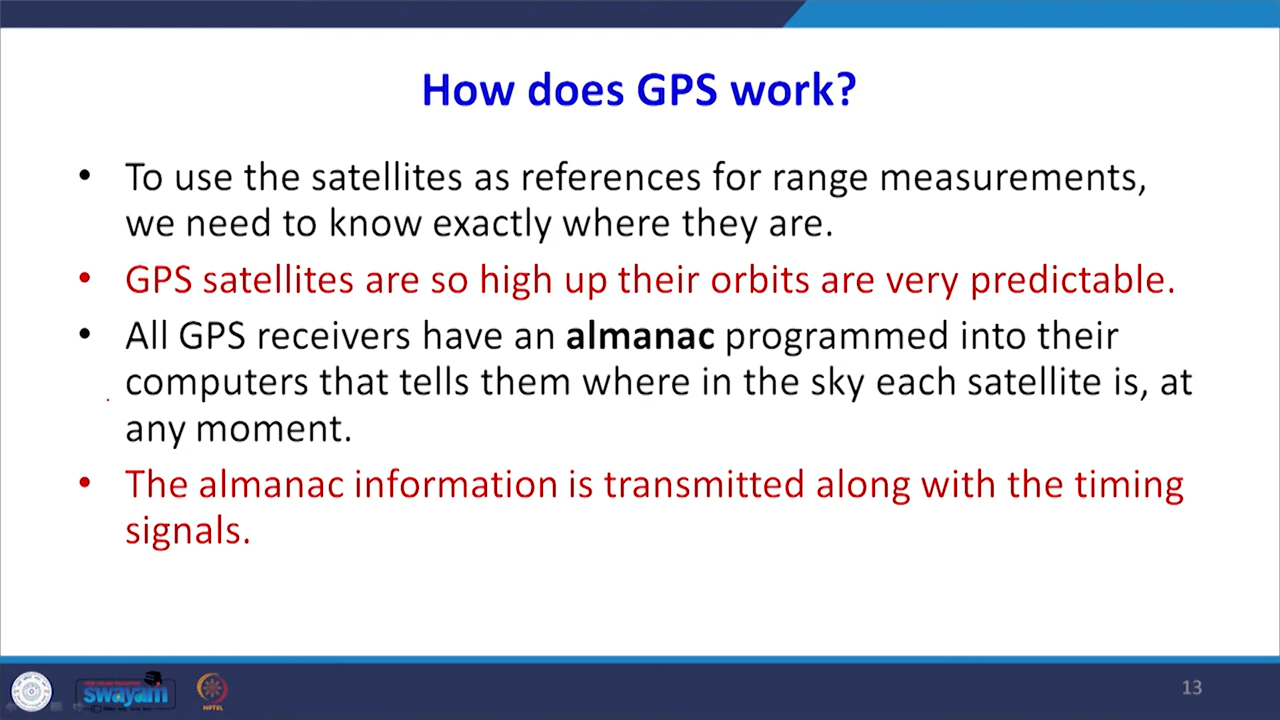 How does GPS work?
• To use the satellites as references for range measurements,
we need to know exactly where they are.
• GPS satellites are so high up their orbits are very predictable.
• All GPS receivers have an almanac programmed into their
computers that tells them where in the sky each satellite is, at
any moment.
• The almanac information is transmitted along with the timing
signals.
swayam
NPTEL
13